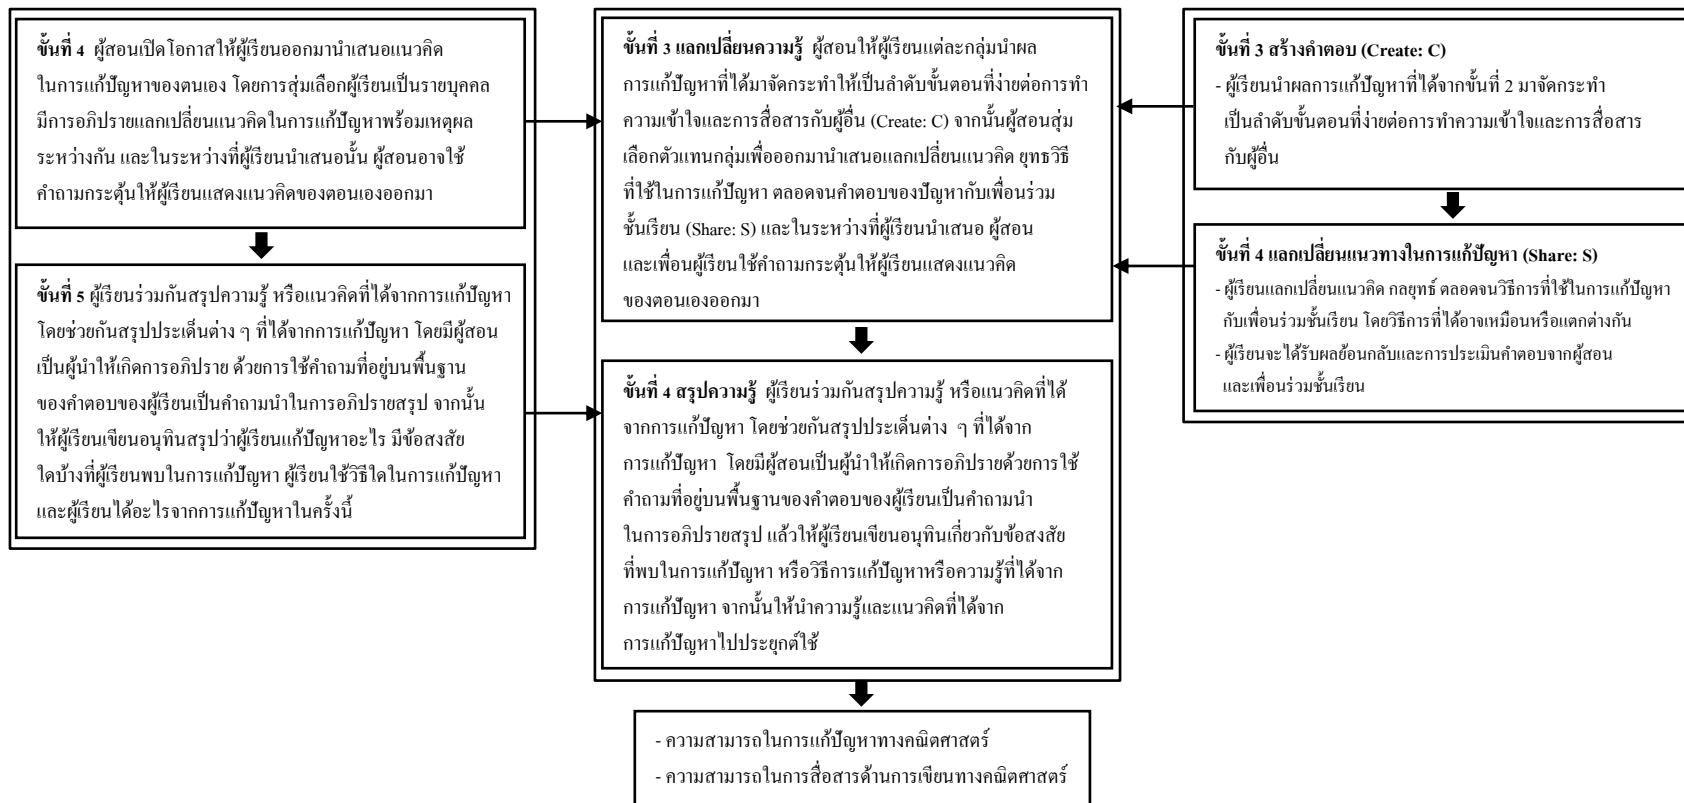 ขั้นที่ 4 ผู้สอนเปิดโอกาสให้ผู้เรียนออกมานำเสนอแนวคิด
ในการแก้ปัญหาของตนเอง โดยการสุ่มเลือกผู้เรียนเป็นรายบุคคล
มีการอภิปรายแลกเปลี่ยนแนวคิดในการแก้ปัญหาพร้อมเหตุผล
ระหว่างกัน และในระหว่างที่ผู้เรียนนำเสนอนั้น ผู้สอนอาจใช้
คำถามกระตุ้นให้ผู้เรียนแสดงแนวคิดของตอนเองออกมา
ขั้นที่ 5 ผู้เรียนร่วมกันสรุปความรู้ หรือแนวคิดที่ได้จากการแก้ปัญหา
โดยช่วยกันสรุปประเด็นต่าง ๆ ที่ได้จากการแก้ปัญหา โดยมีผู้สอน
เป็นผู้นำให้เกิดการอภิปราย ด้วยการใช้คำถามที่อยู่บนพื้นฐาน
ของคำตอบของผู้เรียนเป็นคำถามนำในการอภิปรายสรุป จากนั้น
ให้ผู้เรียนเขียนอนุทินสรุปว่าผู้เรียนแก้ปัญหาอะไร มีข้อสงสัย
ใดบ้างที่ผู้เรียนพบในการแก้ปัญหา ผู้เรียนใช้วิธีใดในการแก้ปัญหา
และผู้เรียนได้อะไรจากการแก้ปัญหาในครั้งนี้
ขั้นที่ 3 แลกเปลี่ยนความรู้ ผู้สอนให้ผู้เรียนแต่ละกลุ่มนำผล
การแก้ปัญหาที่ได้มาจัดกระทำให้เป็นลำดับขั้นตอนที่ง่ายต่อการทำ
ความเข้าใจและการสื่อสารกับผู้อื่น (Create: C) จากนั้นผู้สอนสุ่ม
เลือกตัวแทนกลุ่มเพื่อออกมานำเสนอแลกเปลี่ยนแนวคิด ยุทธวิธี
ที่ใช้ในการแก้ปัญหา ตลอดจนคำตอบของปัญหากับเพื่อนร่วม
ชั้นเรียน (Share: S) และในระหว่างที่ผู้เรียนนำเสนอ ผู้สอน
และเพื่อนผู้เรียนใช้คำถามกระตุ้นให้ผู้เรียนแสดงแนวคิด
ของตอนเองออกมา
ขั้นที่ 4 สรุปความรู้ ผู้เรียนร่วมกันสรุปความรู้ หรือแนวคิดที่ได้
จากการแก้ปัญหา โดยช่วยกันสรุปประเด็นต่าง ๆ ที่ได้จาก
การแก้ปัญหา โดยมีผู้สอนเป็นผู้นำให้เกิดการอภิปรายด้วยการใช้
คำถามที่อยู่บนพื้นฐานของคำตอบของผู้เรียนเป็นคำถามนำ
ในการอภิปรายสรุป แล้วให้ผู้เรียนเขียนอนุทินเกี่ยวกับข้อสงสัย
ที่พบในการแก้ปัญหา หรือวิธีการแก้ปัญหาหรือความรู้ที่ได้จาก
การแก้ปัญหา จากนั้นให้นำความรู้และแนวคิดที่ได้จาก
การแก้ปัญหาไปประยุกต์ใช้
ขั้นที่ 3 สร้างคำตอบ (Create: C)
- ผู้เรียนนำผลการแก้ปัญหาที่ได้จากขั้นที่ 2 มาจัดกระทำ
เป็นลำดับขั้นตอนที่ง่ายต่อการทำความเข้าใจและการสื่อสาร
กับผู้อื่น
ขั้นที่ 4 แลกเปลี่ยนแนวทางในการแก้ปัญหา (Share: S)
- ผู้เรียนแลกเปลี่ยนแนวคิด กลยุทธ์ ตลอดจนวิธีการที่ใช้ในการแก้ปัญหา
กับเพื่อนร่วมชั้นเรียน โดยวิธีการที่ได้อาจเหมือนหรือแตกต่างกัน
- ผู้เรียนจะได้รับผลย้อนกลับและการประเมินคำตอบจากผู้สอน
และเพื่อนร่วมชั้นเรียน
- ความสามารถในการแก้ปัญหาทางคณิตศาสตร์
- ความสามารถในการสื่อสารด้านการเขียนทางคณิตศาสตร์